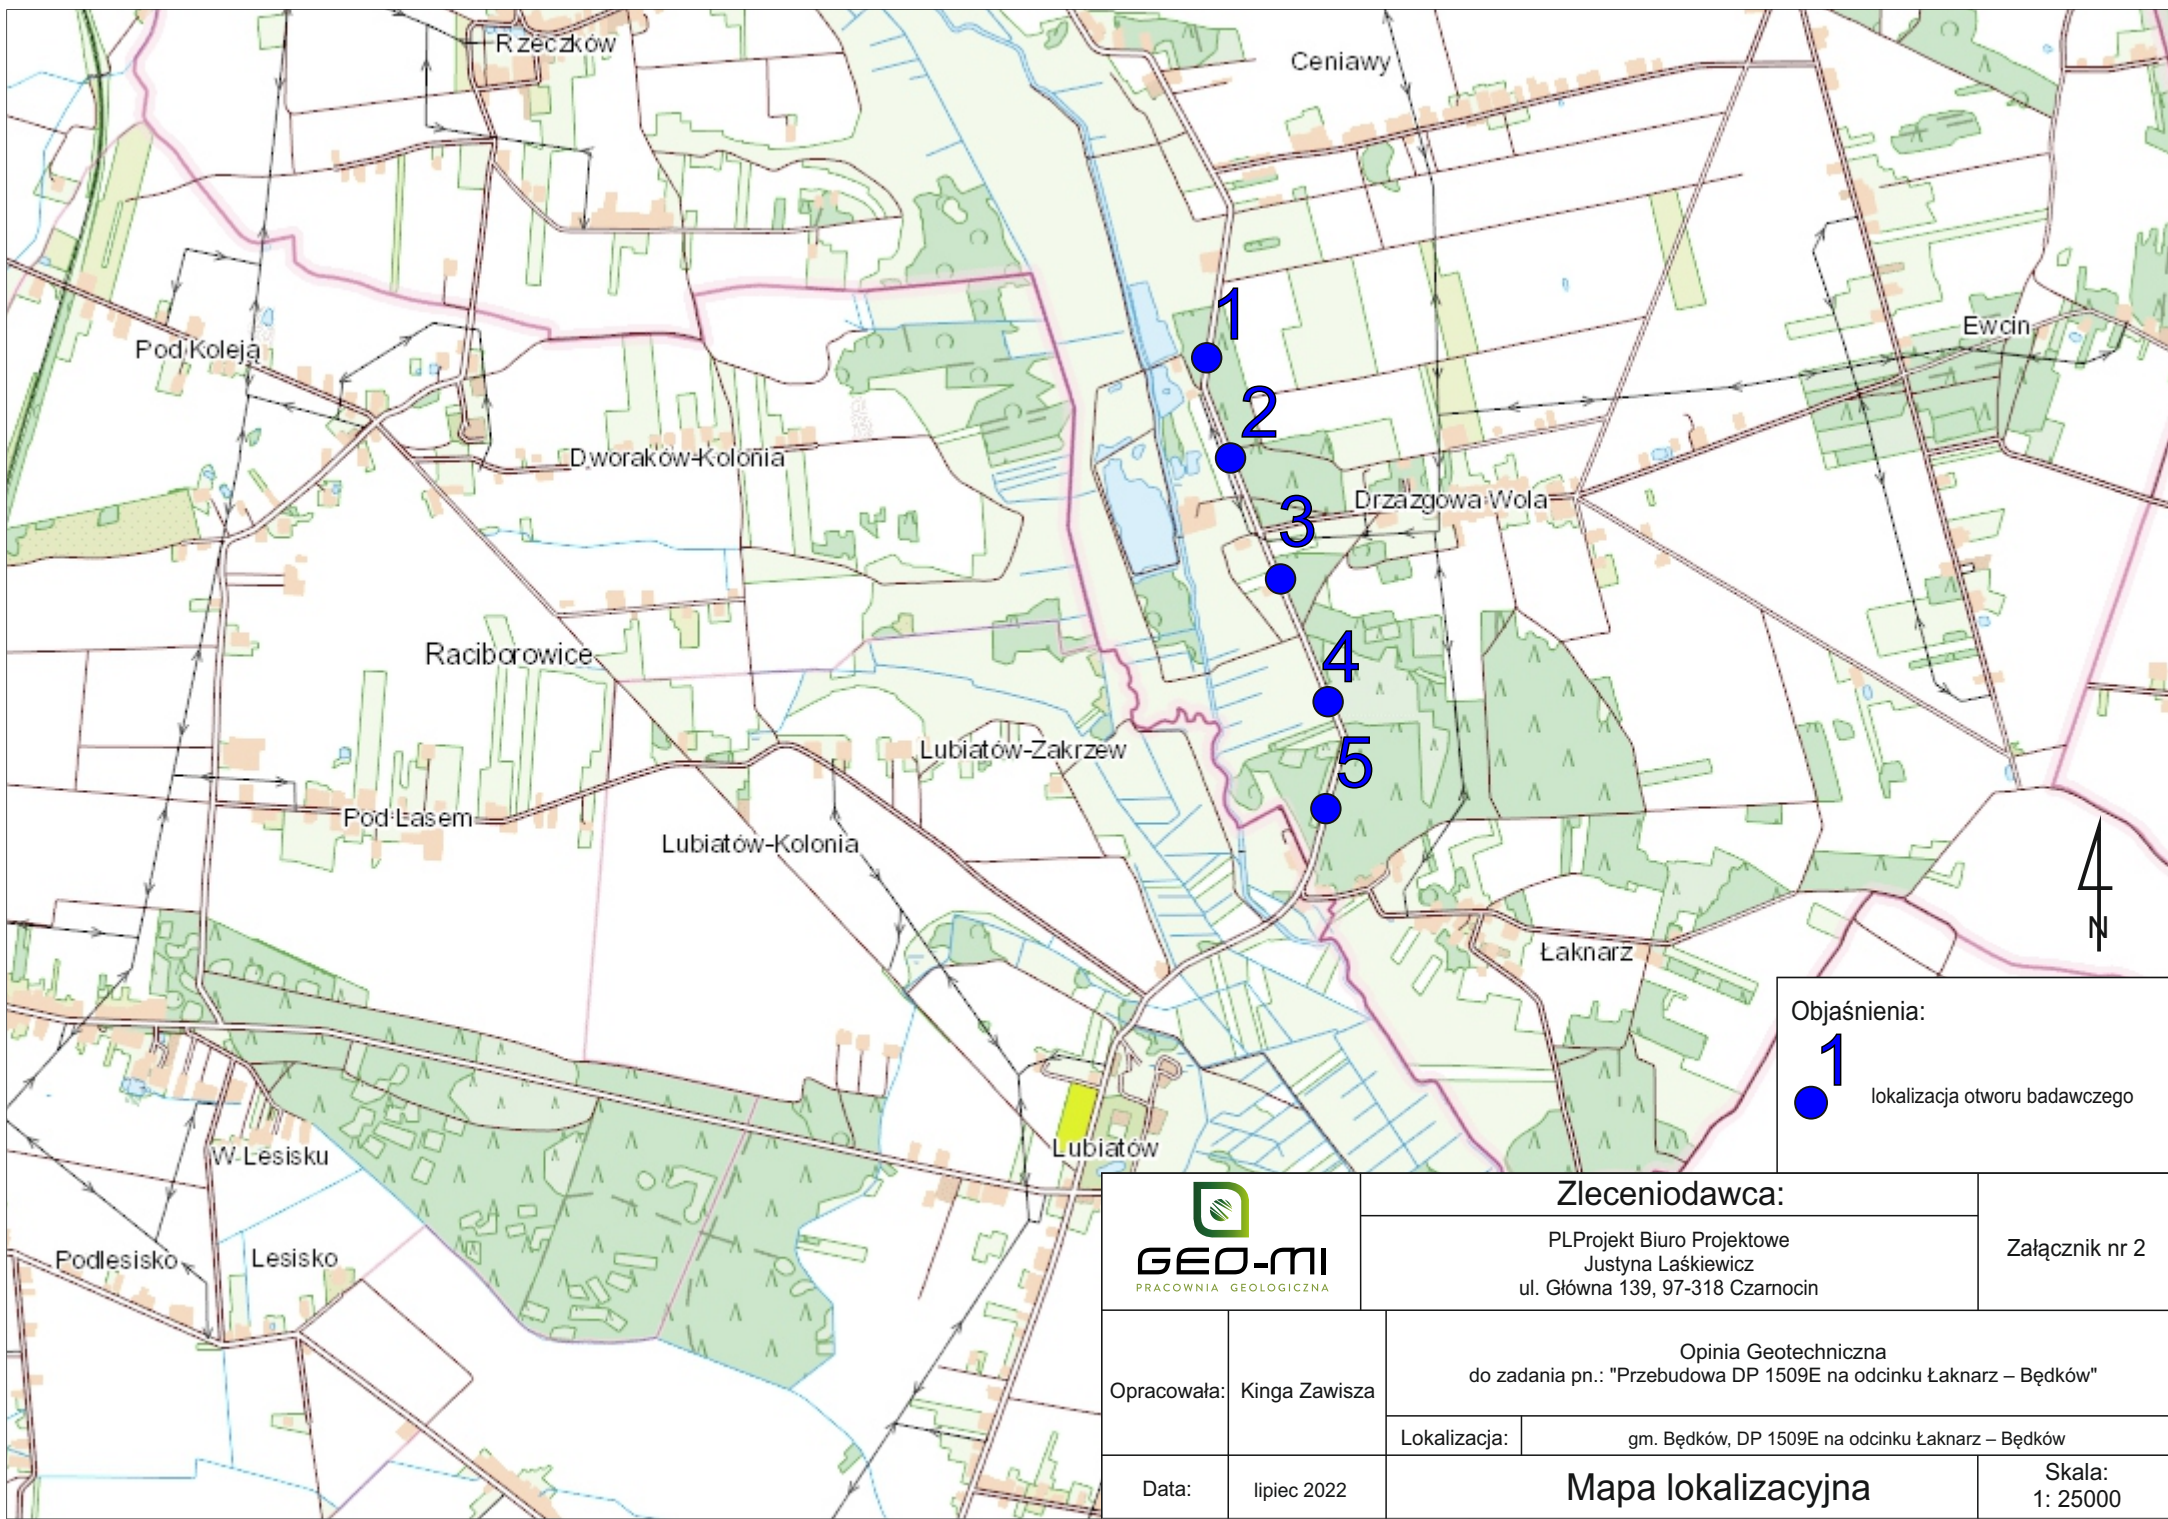 Rzeczków
Ceniawy
Ewcin
Pod Koleją
Dworaków-Kolonia
Drzazgowa Wola
Raciborowice
Lubiatów-Zakrzew
Pod Lasem
Lubiatów-Kolonia
Łaknarz
W Lesisku
Lubiatów
Podlesisko
Lesisko
1
2
3
4
5
N
Objaśnienia:
1
lokalizacja otworu badawczego
GEO-MI
PRACOWNIA GEOLOGICZNA
Zleceniodawca:
PLProjekt Biuro Projektowe
Justyna Laśkiewicz
ul. Główna 139, 97-318 Czarnocin
Załącznik nr 2
Opracowała:
Kinga Zawisza
Opinia Geotechniczna
do zadania pn.: "Przebudowa DP 1509E na odcinku Łaknarz – Będków"
Lokalizacja:
gm. Będków, DP 1509E na odcinku Łaknarz – Będków
Data:
lipiec 2022
Mapa lokalizacyjna
Skala:
1: 25000